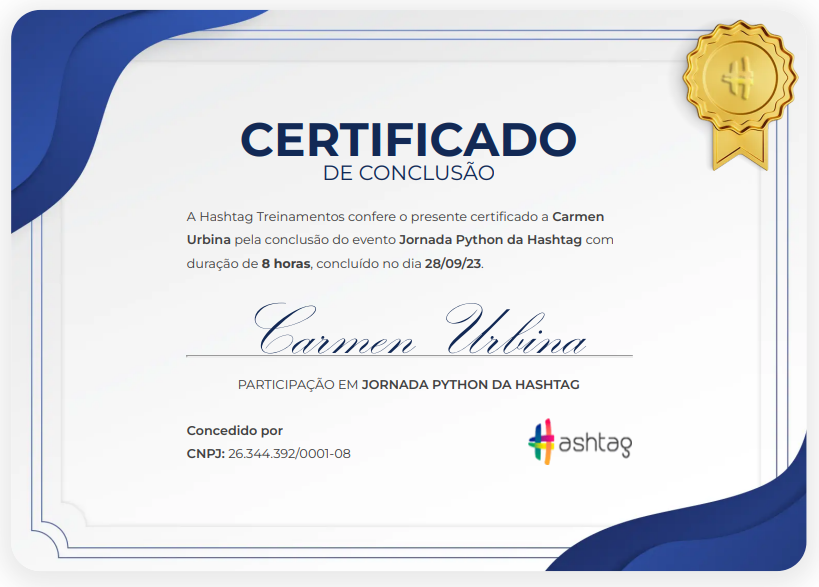 CERTIFICADO
DE CONCLUSÃO
A Hashtag Treinamentos confere o presente certificado a Carmen
Urbina pela conclusão do evento Jornada Python da Hashtag com
duração de 8 horas, concluído no dia 28/09/23.
Carmen Urbina
PARTICIPAÇÃO EM JORNADA PYTHON DA HASHTAG
Concedido por
CNPJ: 26.344.392/0001-08
Hashtag